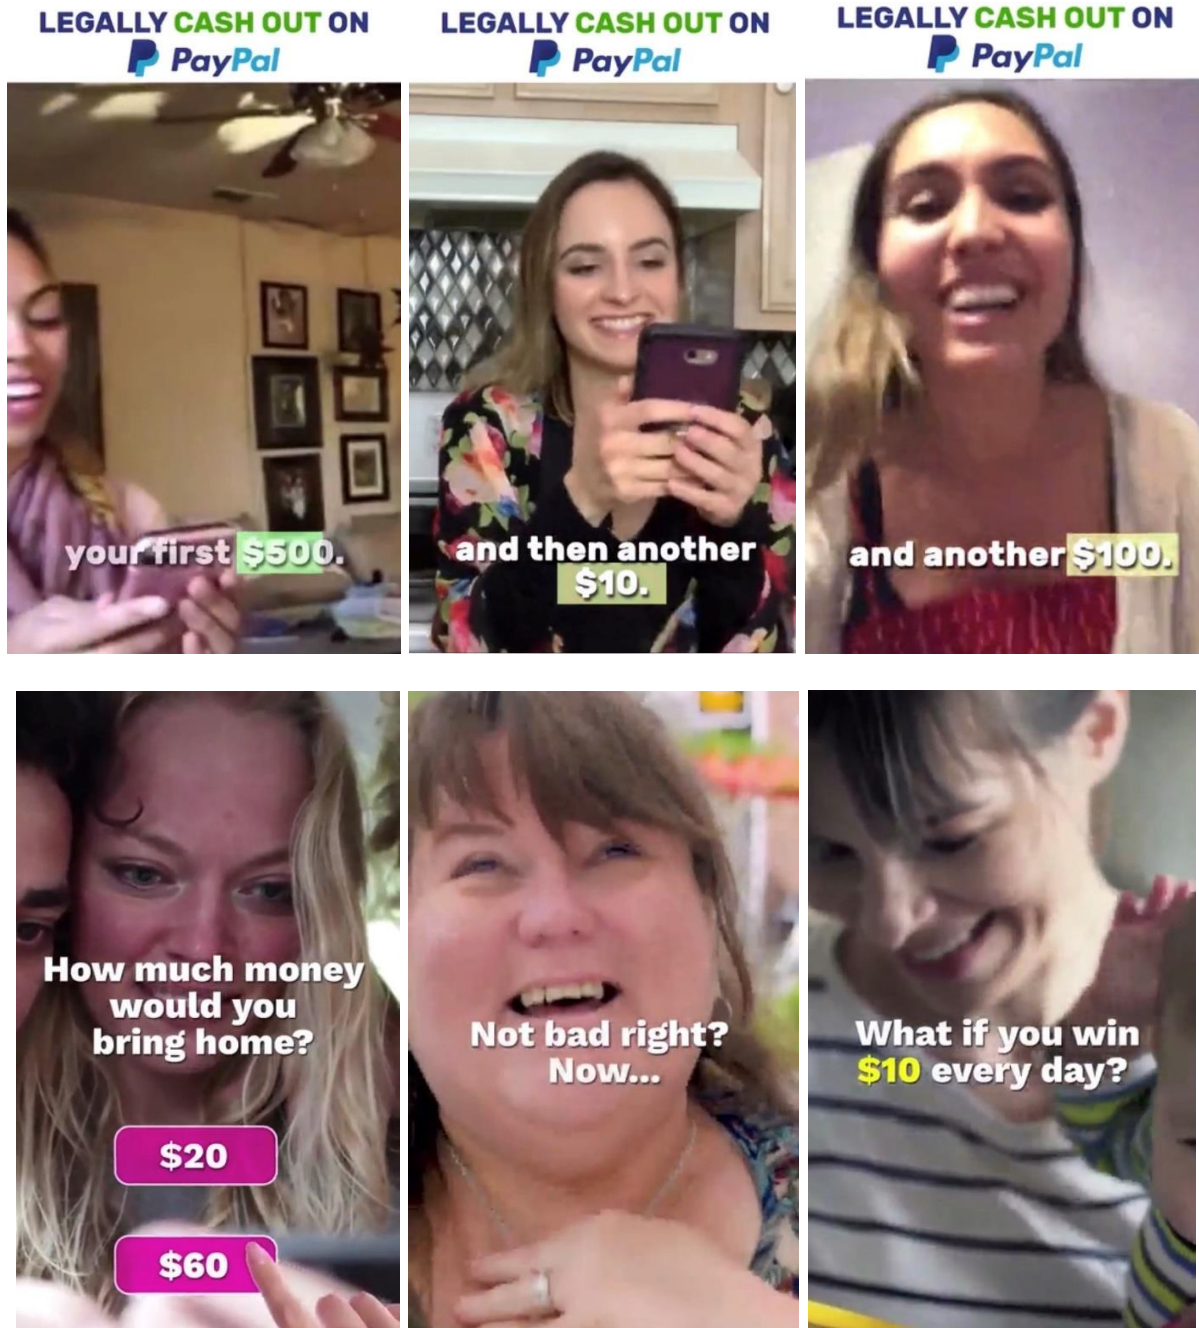 LEGALLY CASH OUT ON
PayPal
your first $500.
LEGALLY CASH OUT ON
PayPal
and then another
$10.
LEGALLY CASH OUT ON
PayPal
and another $100.
How much money
would you
bring home?
$20
$60
Not bad right?
Now...
What if you win
$10 every day?